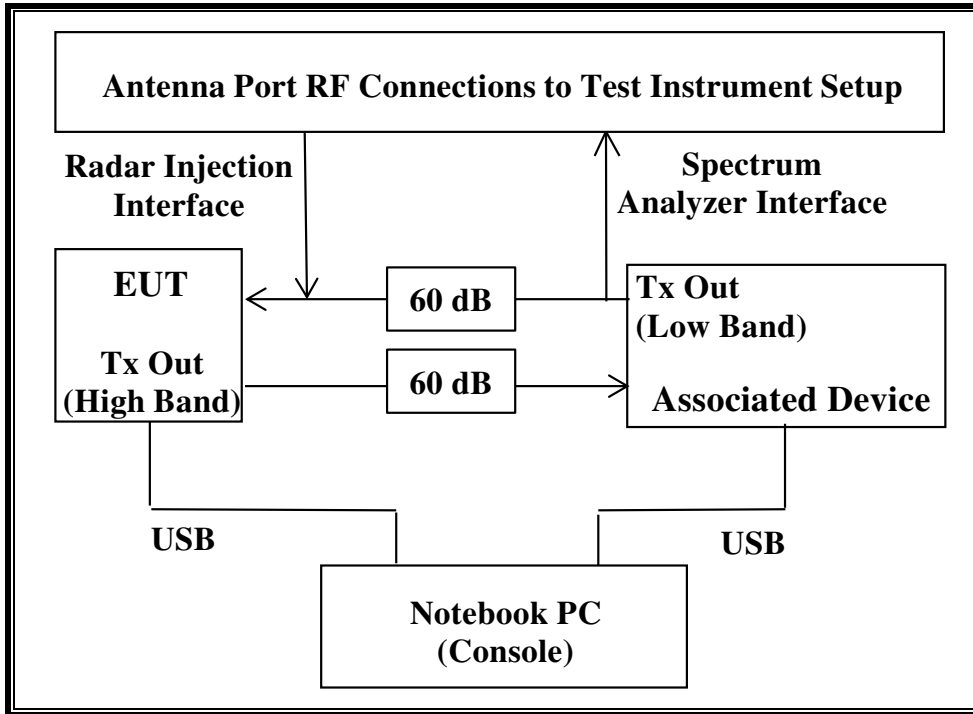 Antenna Port RF Connections to Test Instrument Setup
Radar Injection
Interface
Spectrum
Analyzer Interface
EUT
Tx Out
(High Band)
60 dB
60 dB
Tx Out
(Low Band)
Associated Device
USB
USB
Notebook PC
(Console)